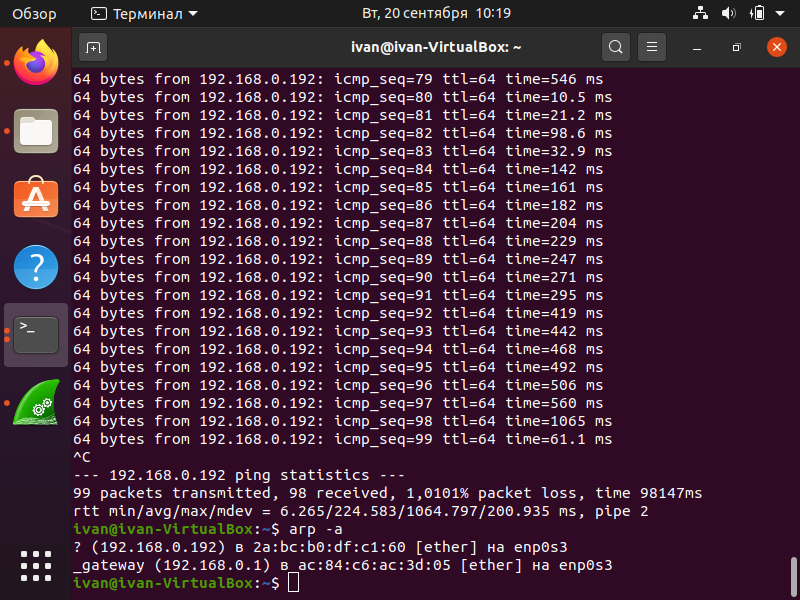 Обзор
Терминал
Вт, 20 сентября 10:19
ivan@ivan-VirtualBox: ~
64 bytes from 192.168.0.192: icmp_seq=79 ttl=64 time=546 ms
64 bytes from 192.168.0.192: icmp_seq=80 ttl=64 time=10.5 ms
64 bytes from 192.168.0.192: icmp_seq=81 ttl=64 time=21.2 ms
64 bytes from 192.168.0.192: icmp_seq=82 ttl=64 time=98.6 ms
64 bytes from 192.168.0.192: icmp_seq=83 ttl=64 time=32.9 ms
64 bytes from 192.168.0.192: icmp_seq=84 ttl=64 time=142 ms
64 bytes from 192.168.0.192: icmp_seq=85 ttl=64 time=161 ms
64 bytes from 192.168.0.192: icmp_seq=86 ttl=64 time=182 ms
64 bytes from 192.168.0.192: icmp_seq=87 ttl=64 time=204 ms
64 bytes from 192.168.0.192: icmp_seq=88 ttl=64 time=229 ms
64 bytes from 192.168.0.192: icmp_seq=89 ttl=64 time=247 ms
64 bytes from 192.168.0.192: icmp_seq=90 ttl=64 time=271 ms
64 bytes from 192.168.0.192: icmp_seq=91 ttl=64 time=295 ms
64 bytes from 192.168.0.192: icmp_seq=92 ttl=64 time=419 ms
64 bytes from 192.168.0.192: icmp_seq=93 ttl=64 time=442 ms
64 bytes from 192.168.0.192: icmp_seq=94 ttl=64 time=468 ms
64 bytes from 192.168.0.192: icmp_seq=95 ttl=64 time=492 ms
64 bytes from 192.168.0.192: icmp_seq=96 ttl=64 time=506 ms
64 bytes from 192.168.0.192: icmp_seq=97 ttl=64 time=560 ms
64 bytes from 192.168.0.192: icmp_seq=98 ttl=64 time=1065 ms
64 bytes from 192.168.0.192: icmp_seq=99 ttl=64 time=61.1 ms
^C
--- 192.168.0.192 ping statistics ---
99 packets transmitted, 98 received, 1,0101% packet loss, time 98147ms
rtt min/avg/max/mdev = 6.265/224.583/1064.797/200.935 ms, pipe 2
ivan@ivan-VirtualBox:~$ arp -a
? (192.168.0.192) в 2a:bc:b0:df:c1:60 [ether] на enp0s3
_gateway (192.168.0.1) в ac:84:c6:ac:3d:05 [ether] на enp0s3
ivan@ivan-VirtualBox:~$